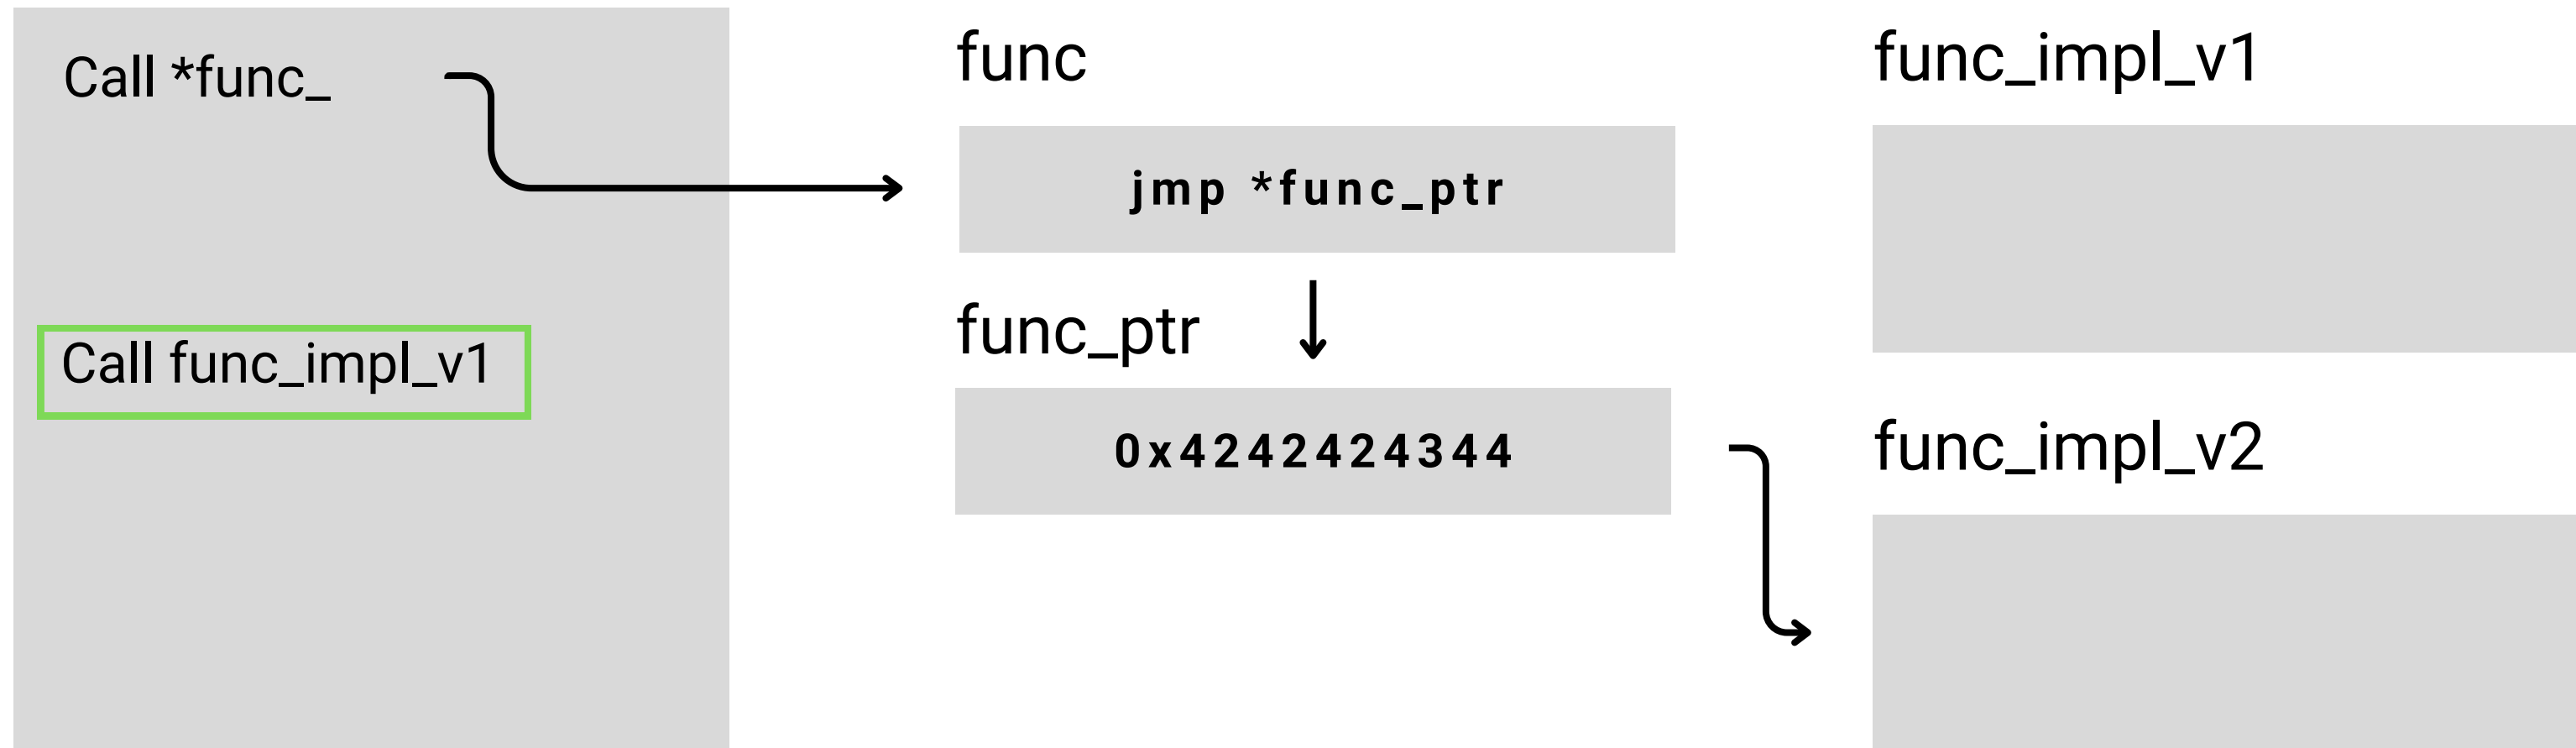 Call *func_
Call func_impl_v1
func
jmp *func_ptr
func_ptr
0x4242424344
func_impl_v1
func_impl_v2